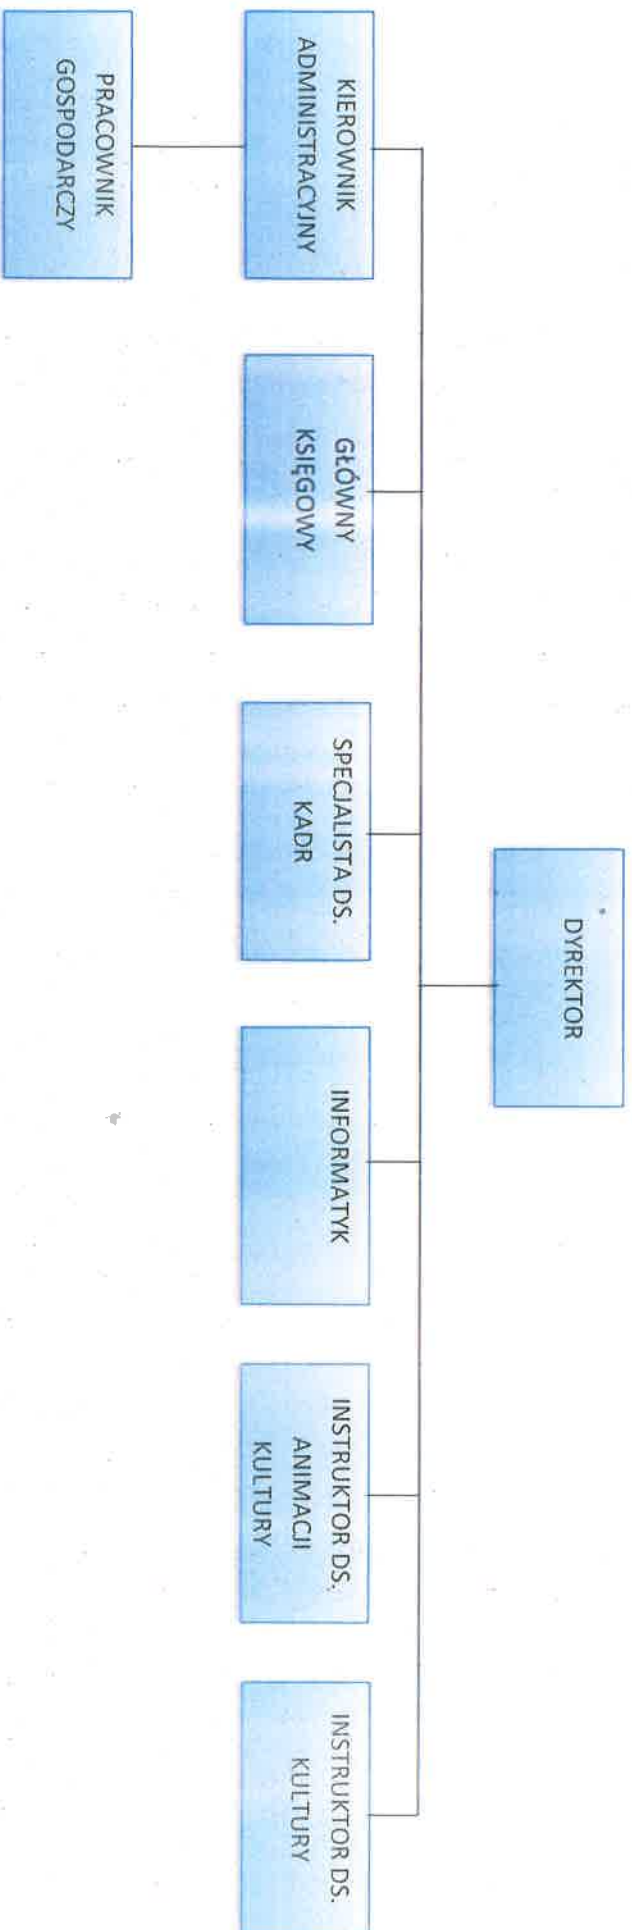 DYREKTOR
KIEROWNIK
ADMINISTRACYJNY
GŁÓWNY
KSIĘGOWY
SPECJALISTA DS.
KADR
INFORMATYK
INSTRUKTOR DS.
ANIMACJI
KULTURY
INSTRUKTOR DS.
KULTURY
PRACOWNIK
GOSPODARCZY